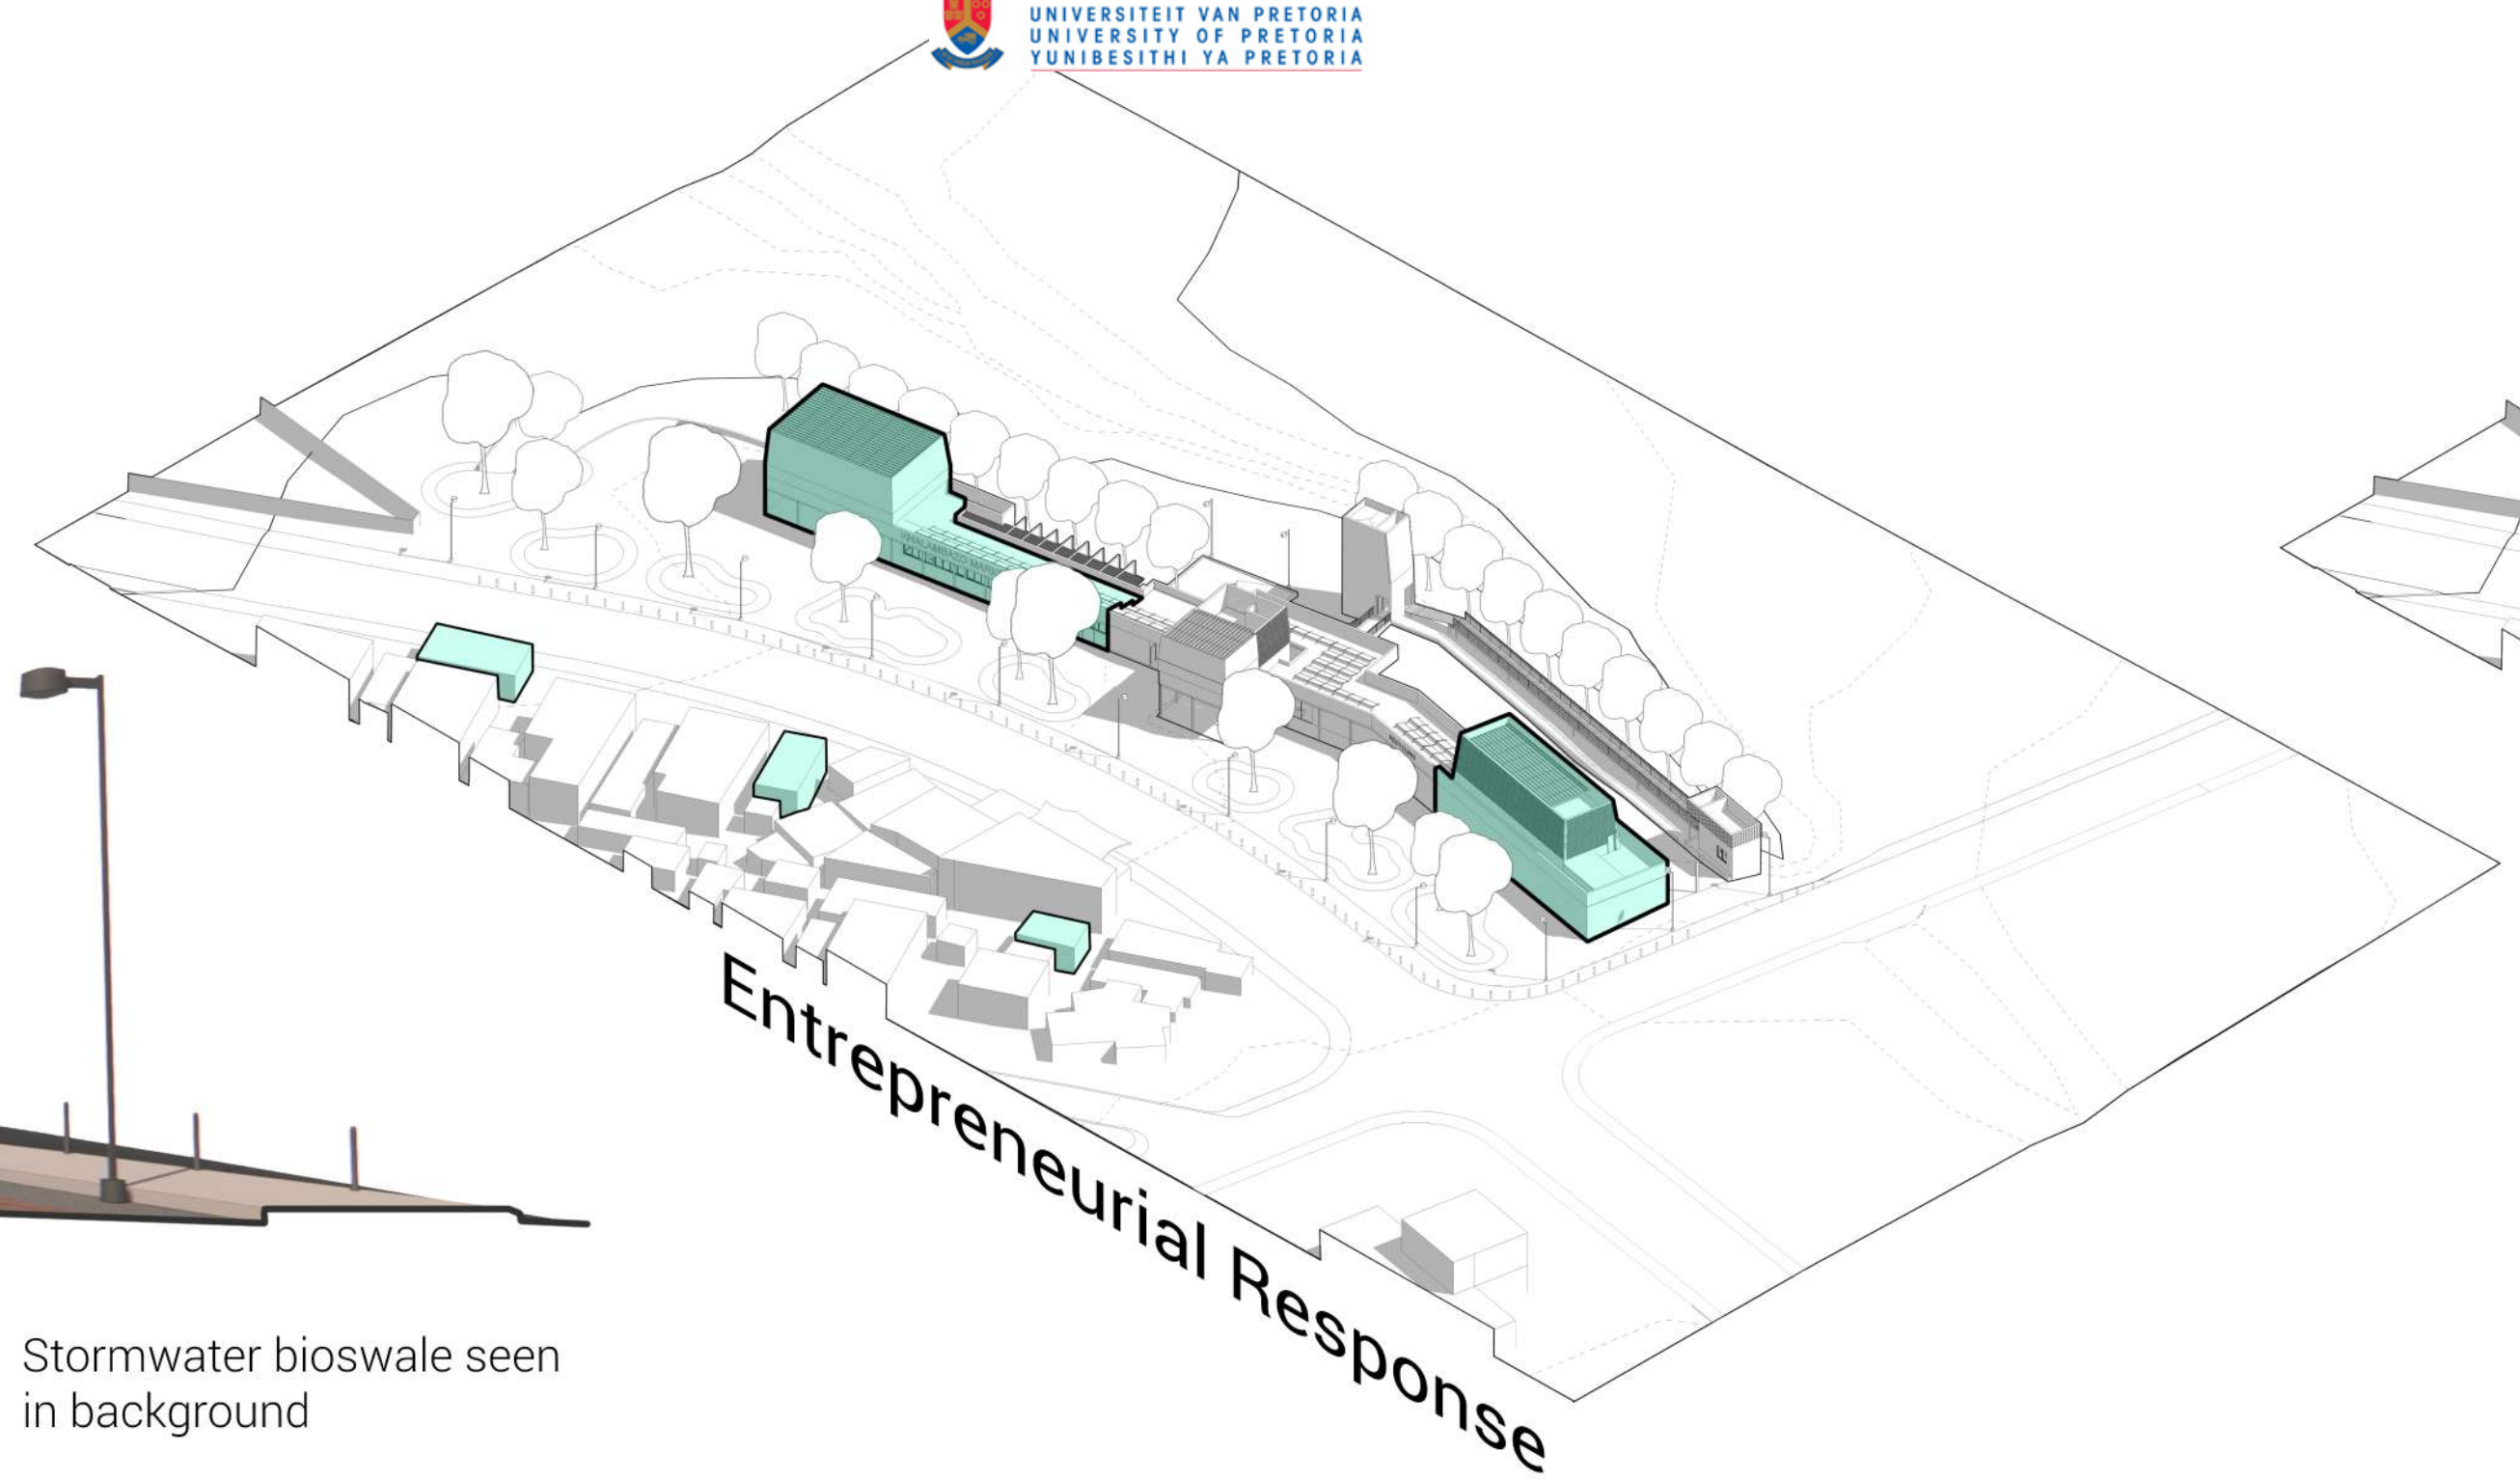 UNIVERSITEIT VAN PRETORIA
UNIVERSITY OF PRETORIA
YUNIBESITHI YA PRETORIA
Entrepreneurial Response
Stormwater bioswale seen
in background